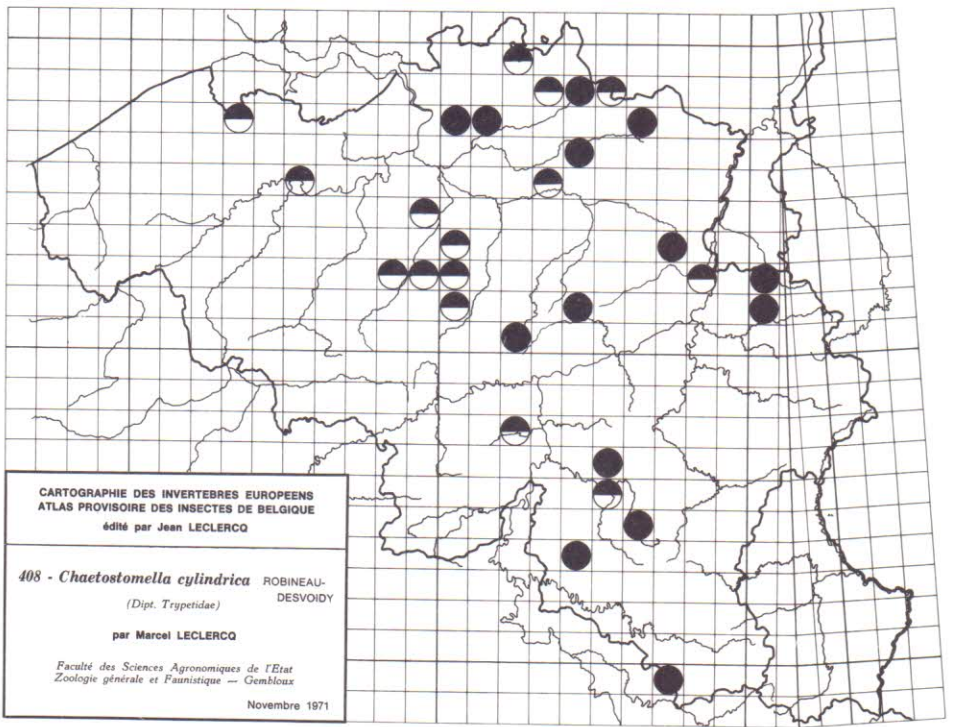 CARTOGRAPHIE DES INVERTEBRES EUROPEENS
ATLAS PROVISOIRE DES INSECTES DE BELGIQUE
édité par Jean LECLERCQ
408 - Chaetostomella cylindrica ROBINEAU-
DESVOIDY
(Dipt. Trypetidae)
par Marcel LECLERCQ
Faculté des Sciences Agronomiques de l'Etat
Zoologie générale et Faunistique — Gembloux
Novembre 1971